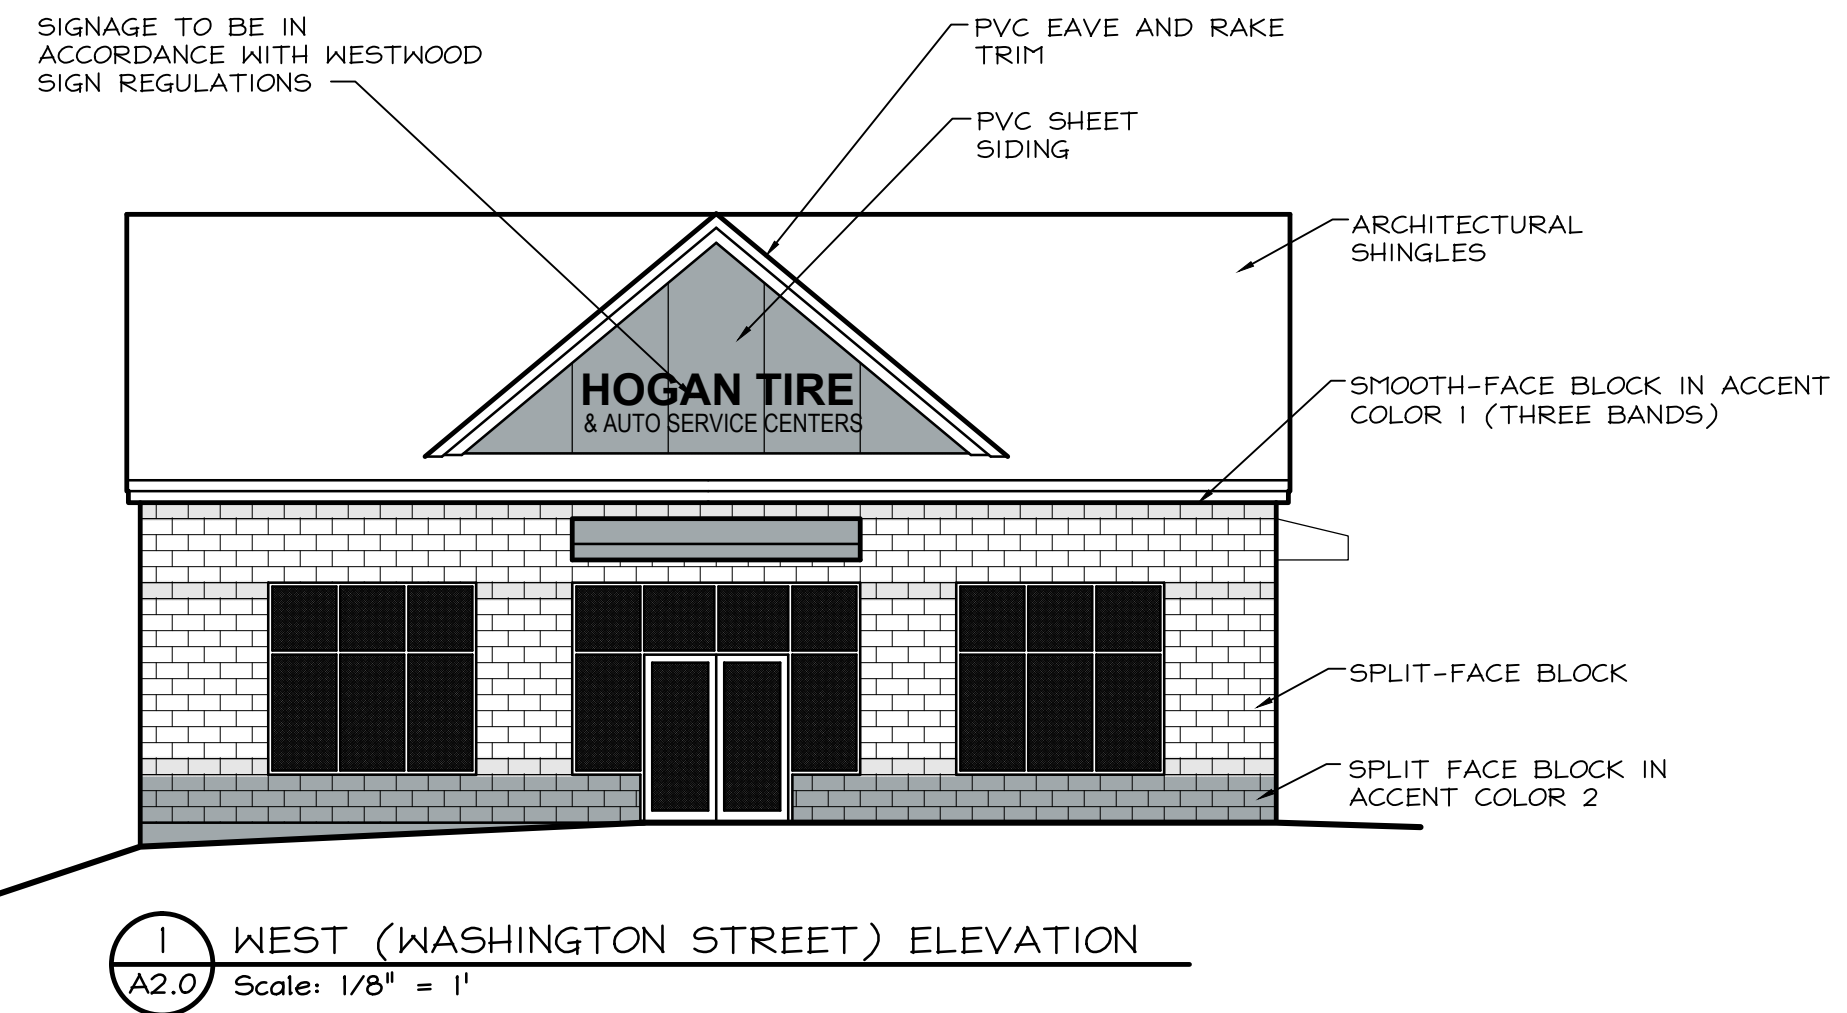 SIGNAGE TO BE IN
ACCORDANCE WITH WESTWOOD
SIGN REGULATIONS
PVC EAVE AND RAKE
TRIM
PVC SHEET
SIDING
ARCHITECTURAL
SHINGLES
HOGAN TIRE
& AUTO SERVICE CENTERS
SMOOTH-FACE BLOCK IN ACCENT
COLOR 1 (THREE BANDS)
SPLIT-FACE BLOCK
SPLIT FACE BLOCK IN
ACCENT COLOR 2
1
A2.0
WEST (WASHINGTON STREET) ELEVATION
Scale: 1/8" = 1'